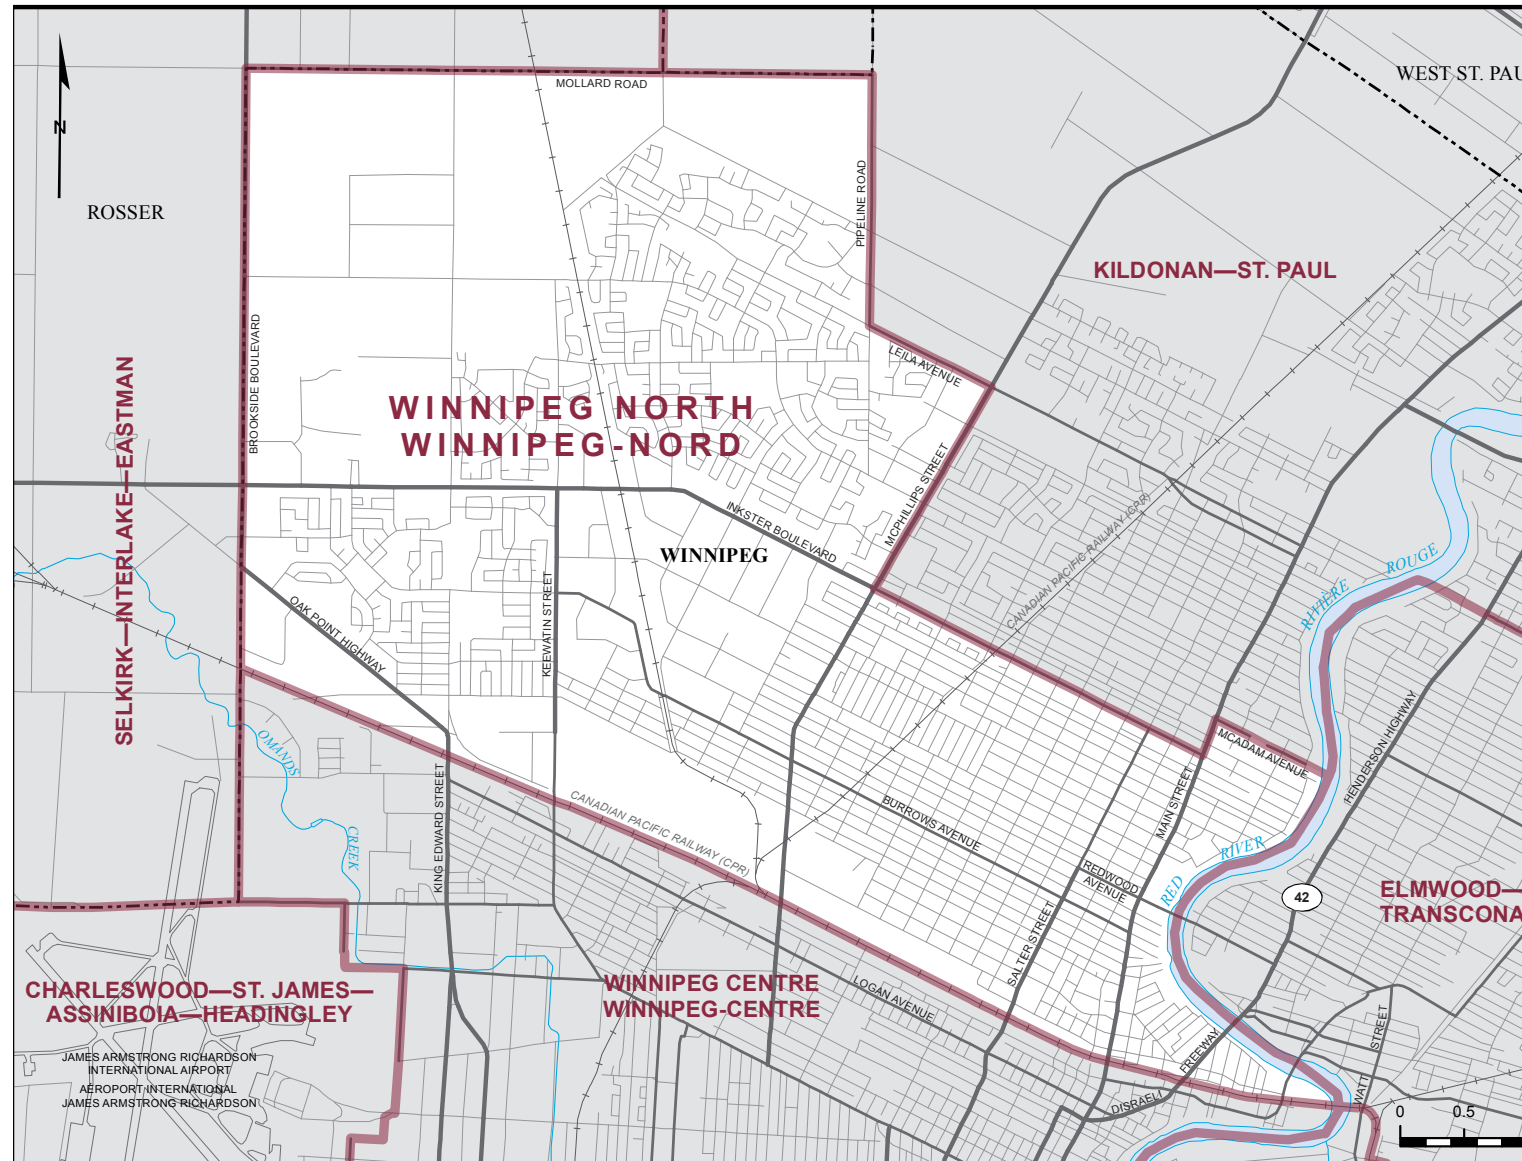 WEST ST. PAU
MOLLARD ROAD
N
ROSSER
PIPELINE ROAD
KILDONAN—ST. PAUL
BROOKSIDE BOULEVARD
LEILA AVENUE
SELKIRK—INTERLAKE—EASTMAN
WINNIPEG NORTH
WINNIPEG-NORD
MCPHILLIPS STREET
INKSTER BOULEVARD
WINNIPEG
CANADIAN PACIFIC RAILWAY (CPR)
RIVIÈRE ROUGE
OAK POINT HIGHWAY
KEEWATIN STREET
OMANDS
CREEK
MCADAM AVENUE
HENDERSON HIGHWAY
MAIN STREET
KING EDWARD STREET
CANADIAN PACIFIC RAILWAY (CPR)
BURROWS AVENUE
RED RIVER
REDWOOD
AVENUE
42
ELMWOOD—
TRANSCONA
SALTER STREET
CHARLESWOOD—ST. JAMES—
ASSINIBOIA—HEADINGLEY
WINNIPEG CENTRE
WINNIPEG-CENTRE
LOGAN AVENUE
JAMES ARMSTRONG RICHARDSON
INTERNATIONAL AIRPORT
AÉROPORT INTERNATIONAL
JAMES ARMSTRONG RICHARDSON
DISRAELI
FREEWAY
WATT
STREET
0 0.5